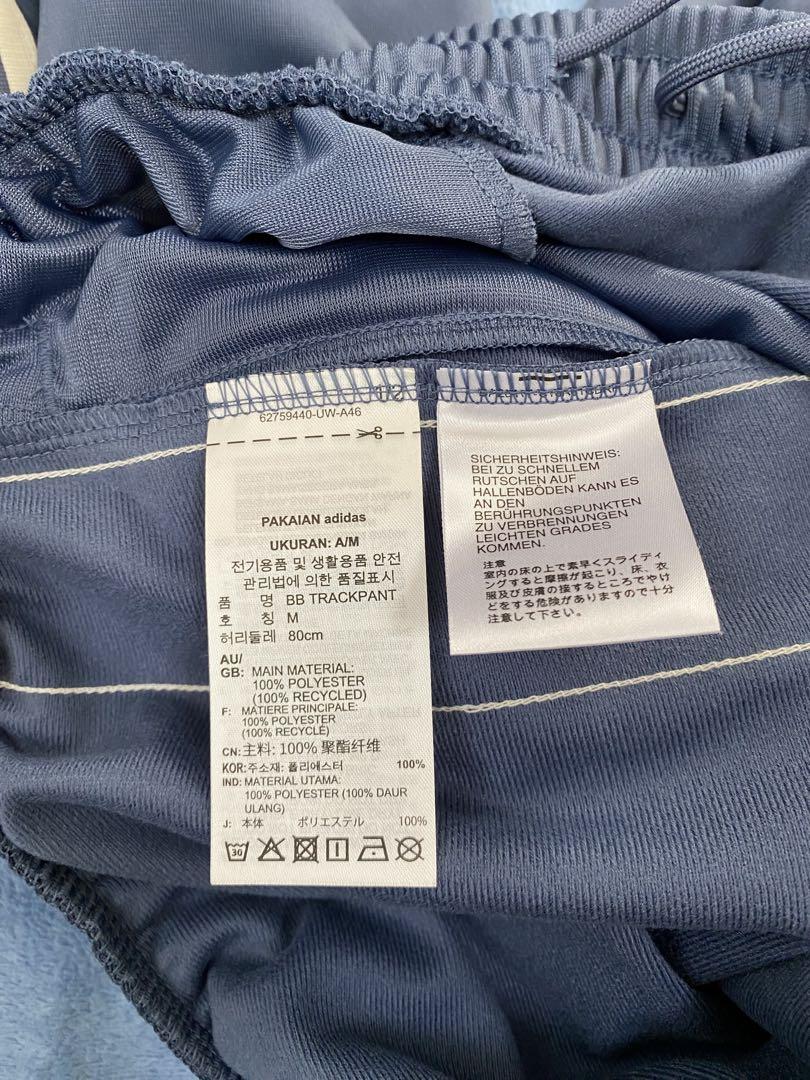 1/2
62759440-UW-A46
PAKAIAN adidas
UKURAN: A/M
전기용품 및 생활용품 안전
관리법에 의한 품질표시
품 명 BB TRACKPANT
호 칭 M
허리둘레 80cm
AU/
GB: MAIN MATERIAL:
100% POLYESTER
(100% RECYCLED)
F: MATIERE PRINCIPALE:
100% POLYESTER
(100% RECYCLÉ)
CN: 主料: 100% 聚酯纤维
KOR: 주소재: 폴리에스터 100%
IND: MATERIAL UTAMA:
100% POLYESTER (100% DAUR
ULANG)
J: 本体 ポリエステル 100%
30
SICHERHEITSHINWEIS:
BEI ZU SCHNELLEM
RUTSCHEN AUF
HALLENBÖDEN KANN ES
AN DEN
BERÜHRUNGSPUNKTEN
ZU VERBRENNUNGEN
LEICHTEN GRADES
KOMMEN.
注意
室内の床の上で素早くスライディ
ングすると摩擦が起こり、床、衣
服及び皮膚の接するところでやけ
どをする危険がありますので十分
注意して下さい。